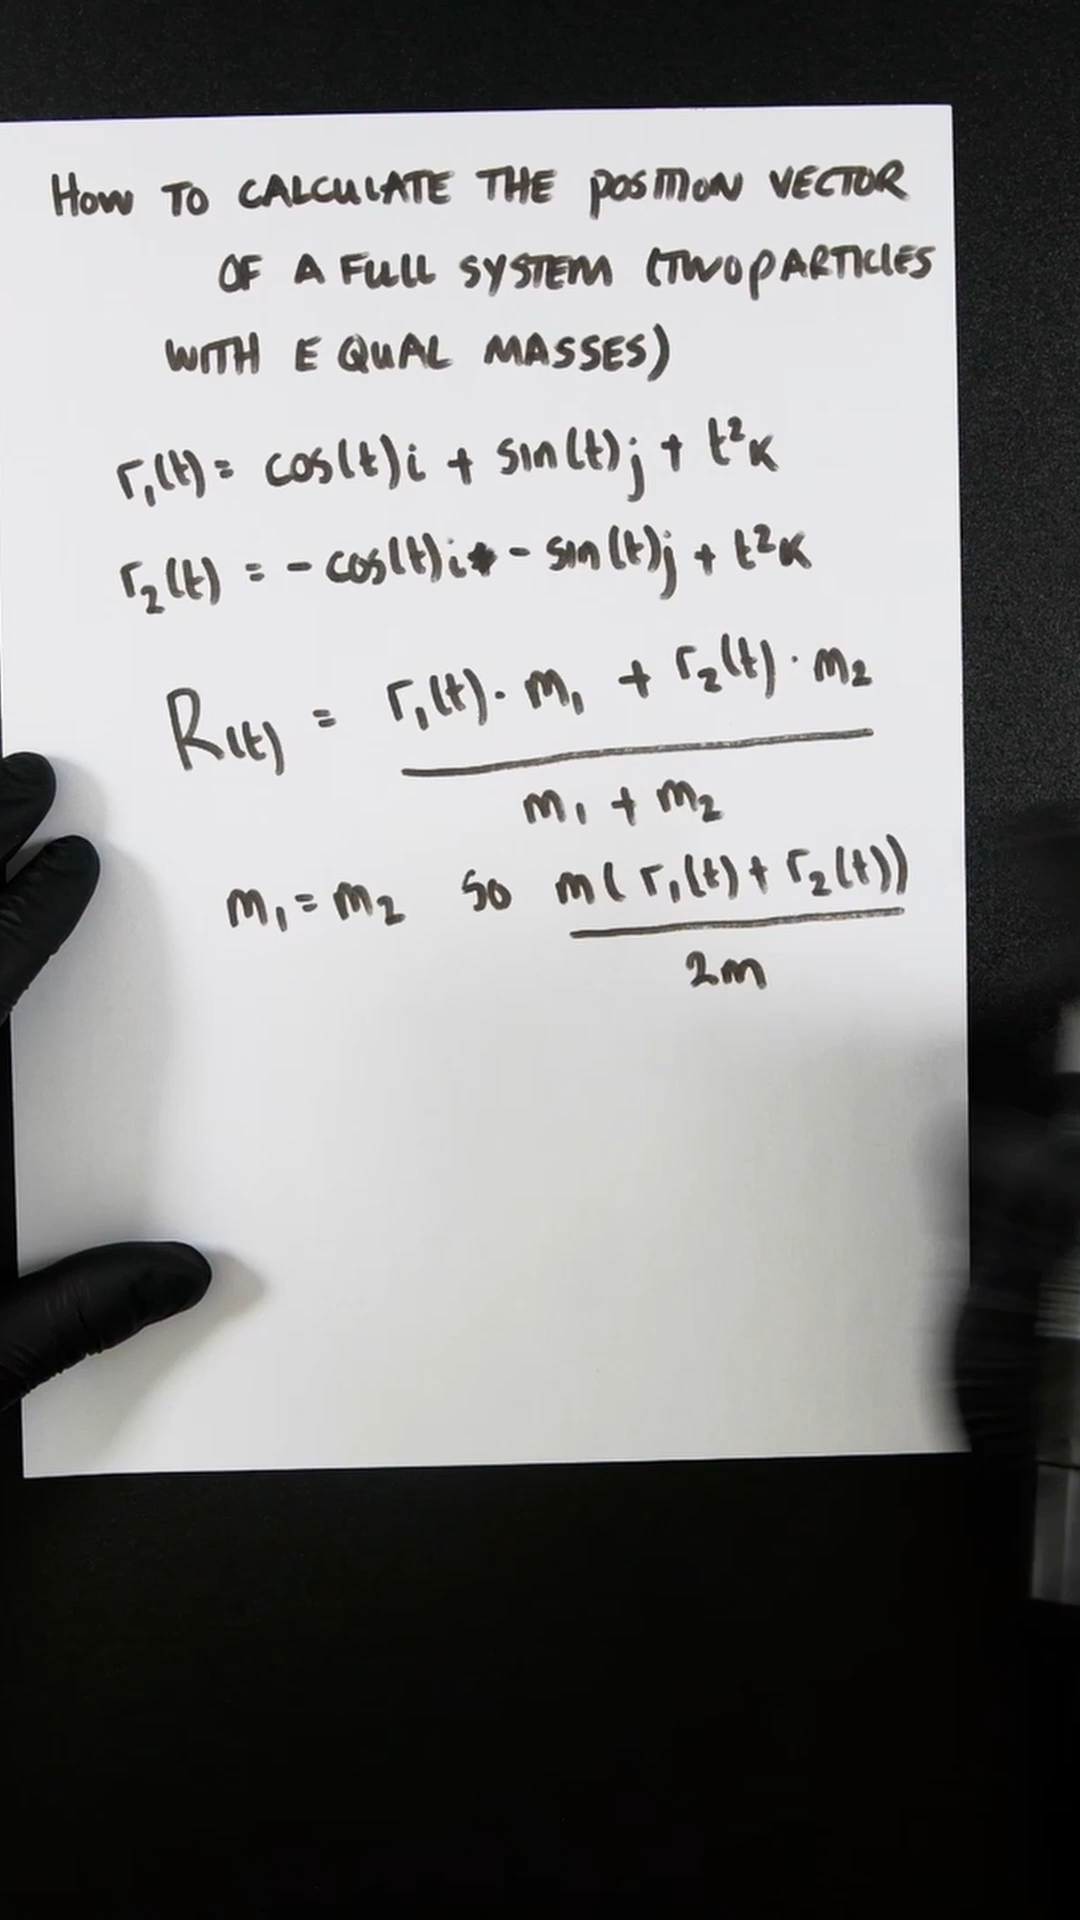 HOW TO CALCULATE THE POSITION VECTOR
OF A FULL SYSTEM (TWO PARTICLES
WITH EQUAL MASSES)
r₁(t) = cos(t)i + sin(t)j + t²k
r₂(t) = -cos(t)i - sin(t)j + t²k
R(t) = r₁(t) · m₁ + r₂(t) · m₂
m₁ + m₂
m₁ = m₂ so m(r₁(t) + r₂(t))
2m